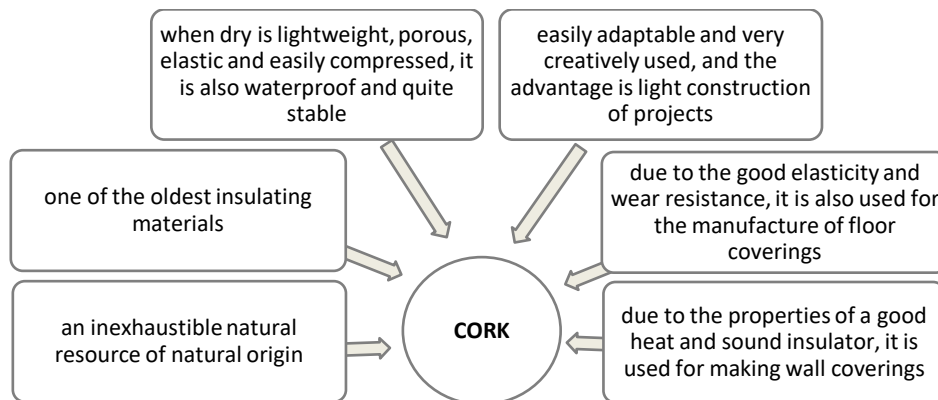 when dry is lightweight, porous,
elastic and easily compressed, it
is also waterproof and quite
stable
easily adaptable and very
creatively used, and the
advantage is light construction
of projects
one of the oldest insulating
materials
due to the good elasticity and
wear resistance, it is also used for
the manufacture of floor
coverings
an inexhaustible natural
resource of natural origin
CORK
due to the properties of a good
heat and sound insulator, it is
used for making wall coverings